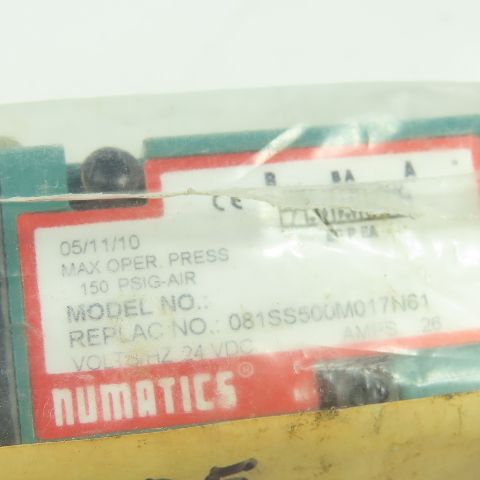 B BA A
CE
05/11/10
MAX OPER. PRESS
150 PSIG-AIR
MODEL NO.:
REPLAC NO.: 081SS500M017N61
VOLTS/HZ 24 VDC AMPS .26
NUMATICS®